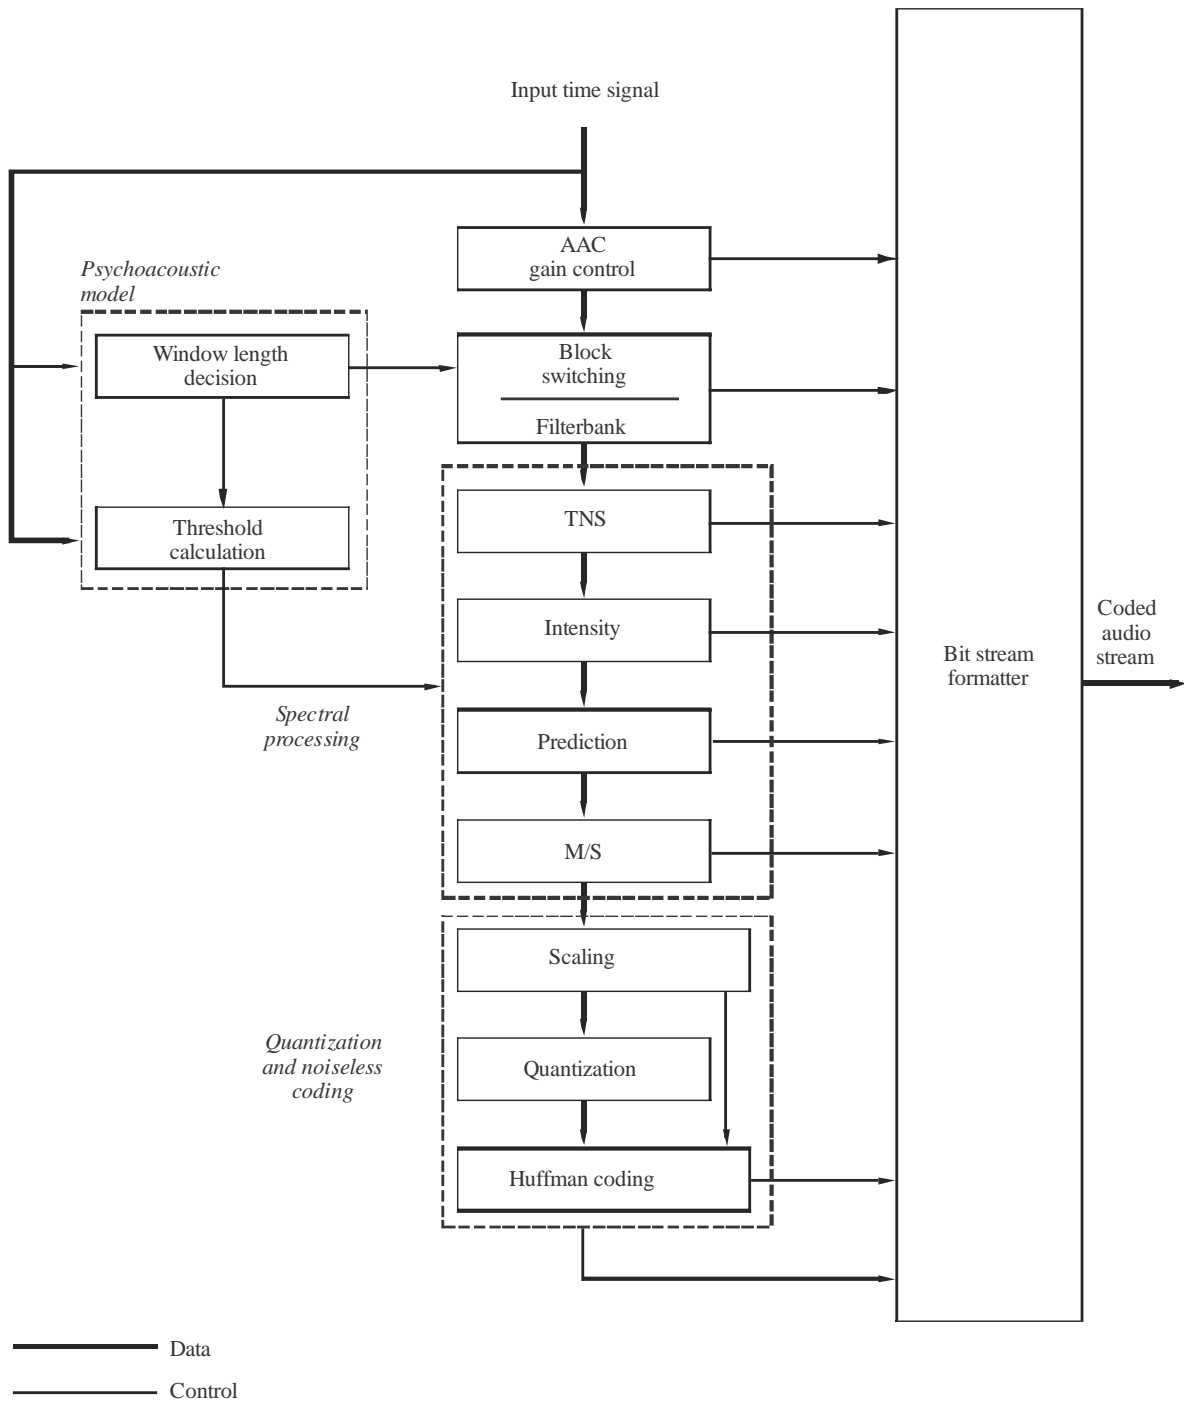 Input time signal
AAC
gain control
Psychoacoustic
model
Window length
decision
Block
switching
Filterbank
TNS
Threshold
calculation
Intensity
Coded
audio
stream
Bit stream
formatter
Spectral
processing
Prediction
M/S
Scaling
Quantization
and noiseless
coding
Quantization
Huffman coding
Data
Control